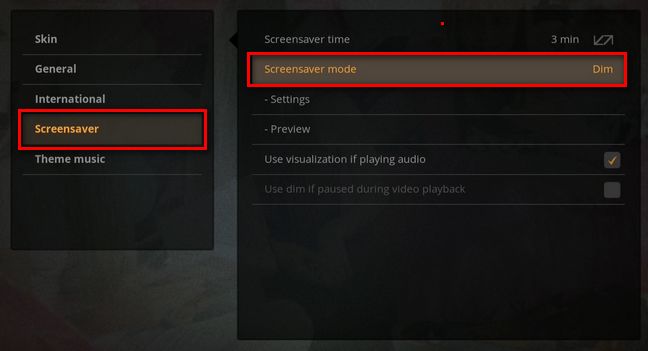 Skin
General
International
Screensaver
Theme music
Screensaver time 3 min
Screensaver mode Dim
- Settings
- Preview
Use visualization if playing audio
Use dim if paused during video playback